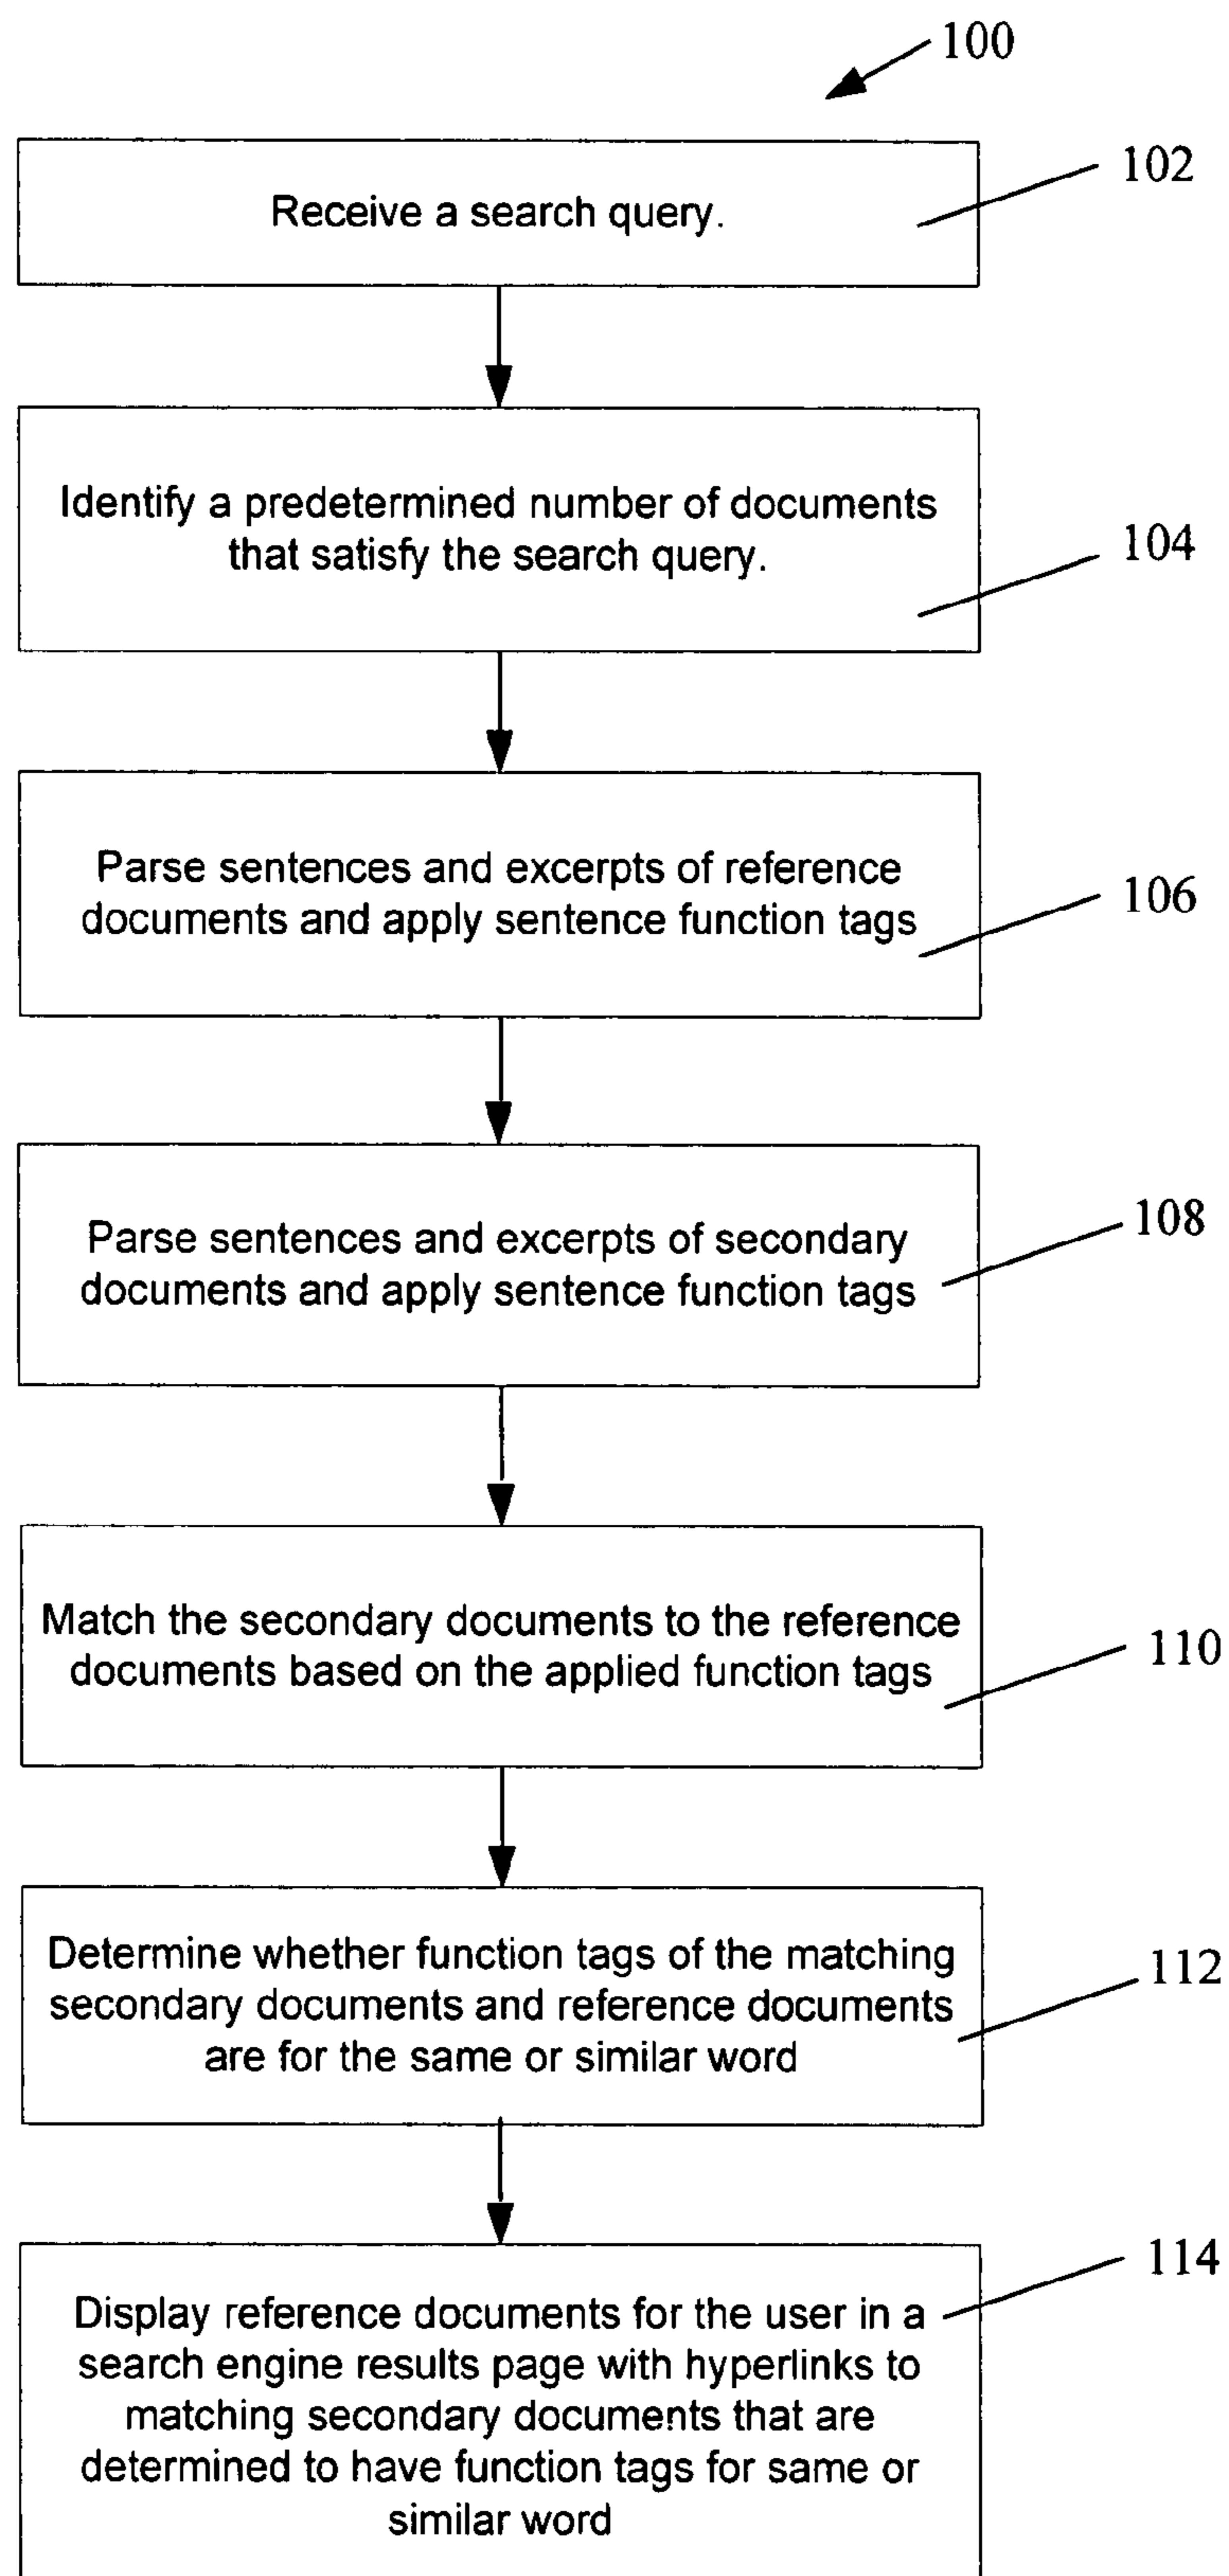 100
Receive a search query.
102
Identify a predetermined number of documents
that satisfy the search query.
104
Parse sentences and excerpts of reference
documents and apply sentence function tags
106
Parse sentences and excerpts of secondary
documents and apply sentence function tags
108
Match the secondary documents to the reference
documents based on the applied function tags
110
Determine whether function tags of the matching
secondary documents and reference documents
are for the same or similar word
112
Display reference documents for the user in a
search engine results page with hyperlinks to
matching secondary documents that are
determined to have function tags for same or
similar word
114